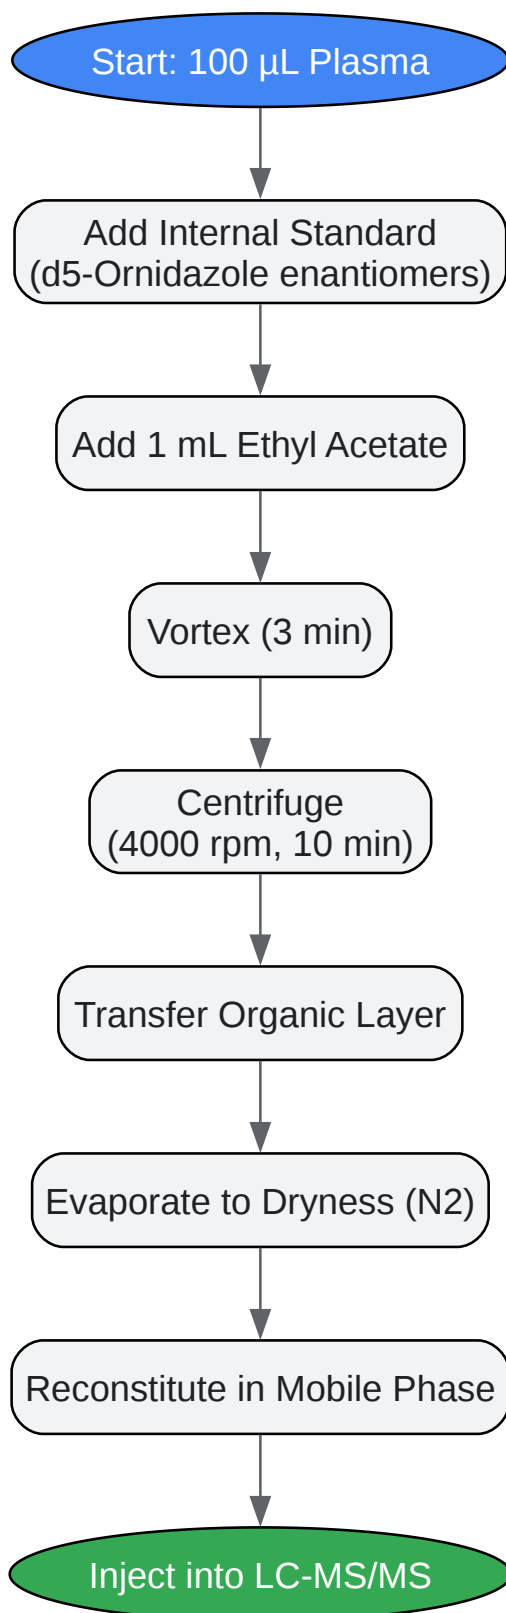 Start: 100 µL Plasma
Add Internal Standard
(d5-Ornidazole enantiomers)
Add 1 mL Ethyl Acetate
Vortex (3 min)
Centrifuge
(4000 rpm, 10 min)
Transfer Organic Layer
Evaporate to Dryness (N2)
Reconstitute in Mobile Phase
Inject into LC-MS/MS